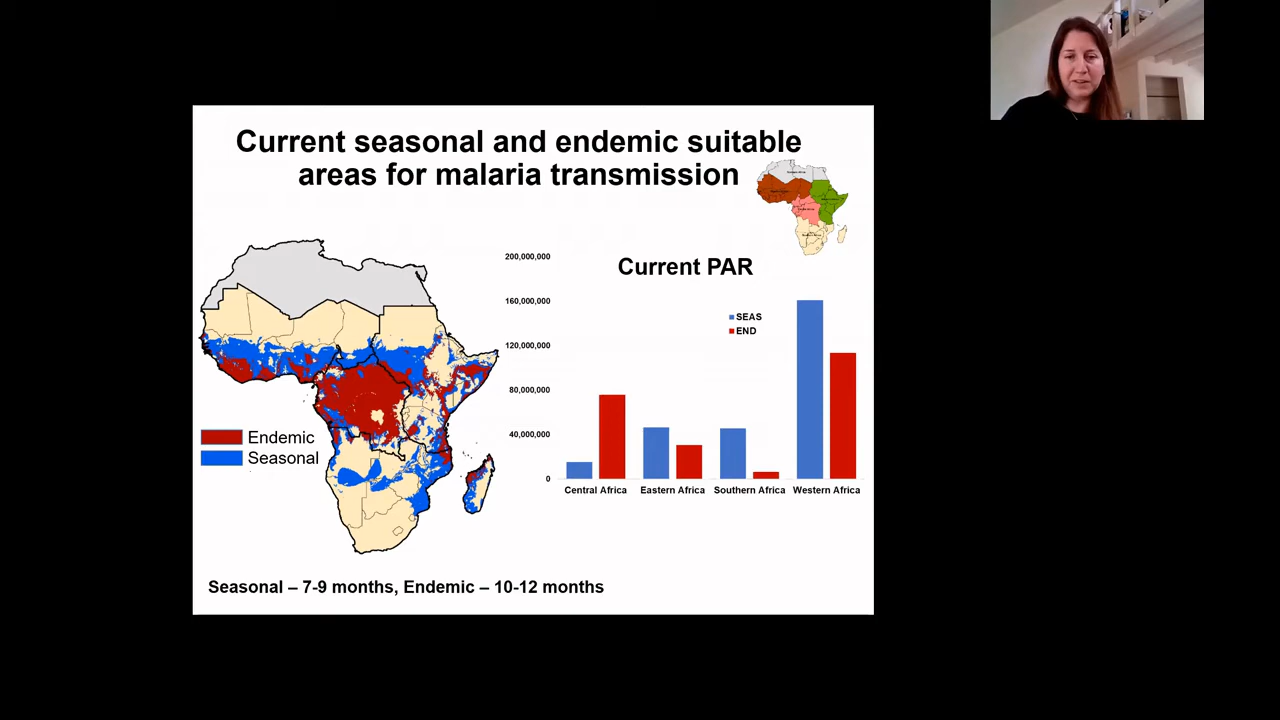 Current seasonal and endemic suitable
areas for malaria transmission
Current PAR
200,000,000
160,000,000
120,000,000
80,000,000
40,000,000
0
SEAS
END
Central Africa
Eastern Africa
Southern Africa
Western Africa
Endemic
Seasonal
Seasonal – 7-9 months, Endemic – 10-12 months